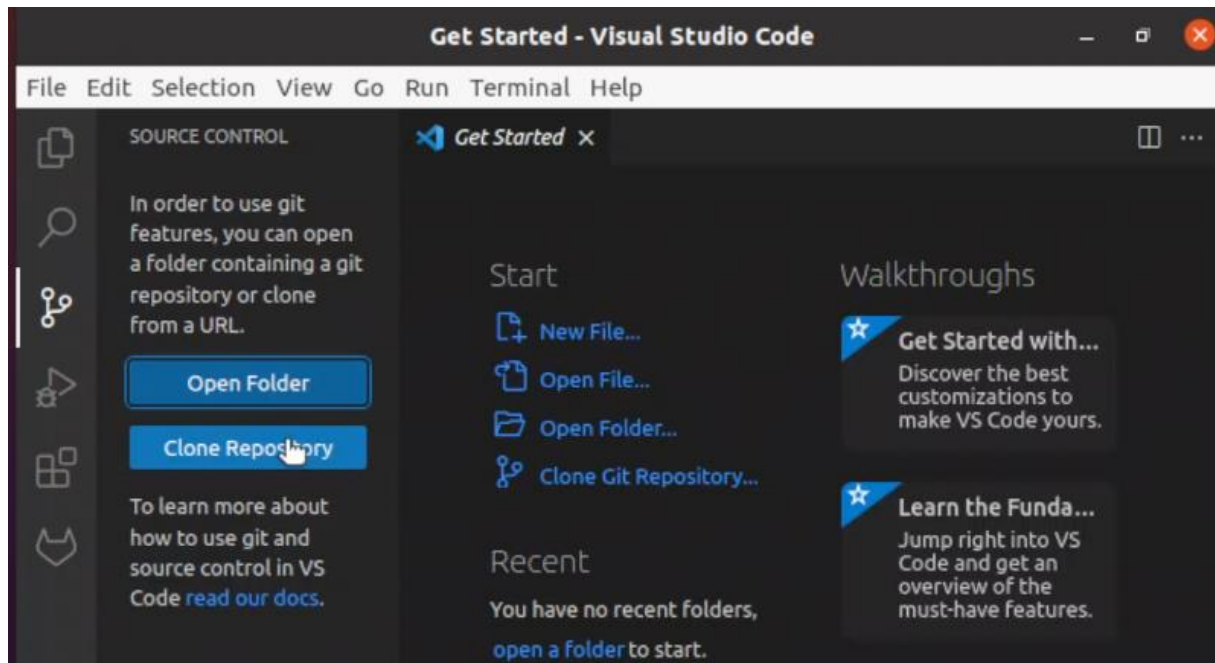 Get Started - Visual Studio Code
File Edit Selection View Go Run Terminal Help
SOURCE CONTROL
In order to use git
features, you can open
a folder containing a git
repository or clone
from a URL.
Open Folder
Clone Repository
To learn more about
how to use git and
source control in VS
Code read our docs.
Get Started
Start
New File...
Open File...
Open Folder...
Clone Git Repository...
Recent
You have no recent folders,
open a folder to start.
Walkthroughs
Get Started with...
Discover the best
customizations to
make VS Code yours.
Learn the Funda...
Jump right into VS
Code and get an
overview of the
must-have features.